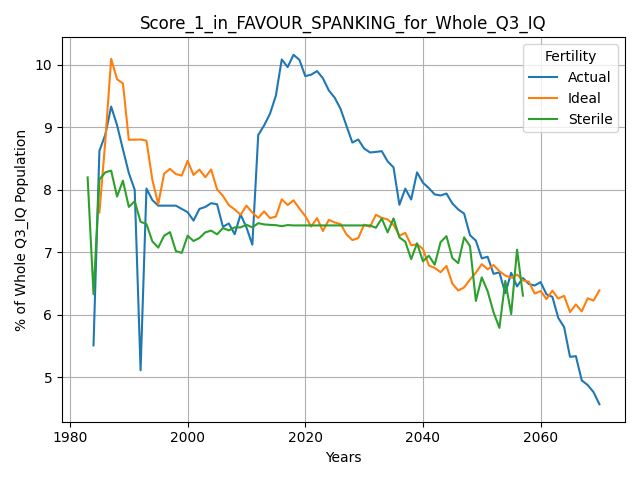 Score_1_in_FAVOUR_SPANKING_for_Whole_Q3_IQ
Fertility
Actual
Ideal
Sterile
% of Whole Q3_IQ Population
10
9
8
7
6
5
1980
2000
2020
2040
2060
Years